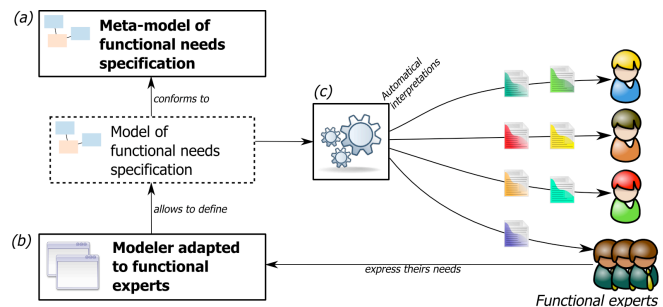 (a)
Meta-model of
functional needs
specification
conforms to
(c)
Automatical
interpretations
Model of
functional needs
specification
allows to define
(b)
Modeler adapted
to functional
experts
express theirs needs
Functional experts